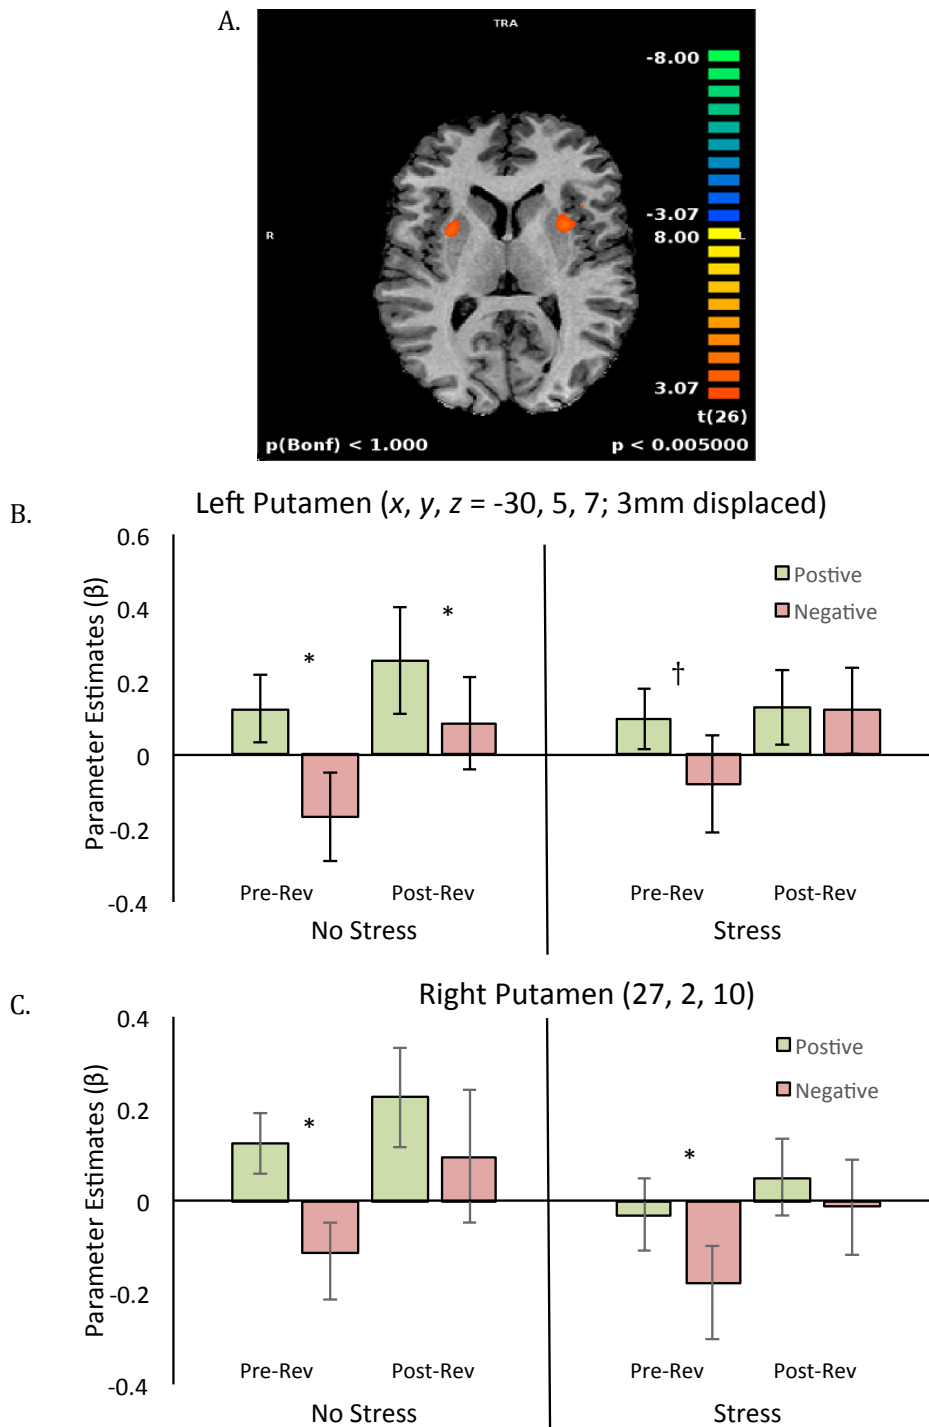 A.
TRA
-8.00
-3.07
8.00
R
L
3.07
t(26)
p(Bonf) < 1.000
p < 0.005000
B.
Left Putamen (x, y, z = -30, 5, 7; 3mm displaced)
Parameter Estimates (β)
0.6
0.4
0.2
0
-0.2
-0.4
Postive
Negative
*
*
†
Pre-Rev
Post-Rev
Pre-Rev
Post-Rev
No Stress
Stress
C.
Right Putamen (27, 2, 10)
Parameter Estimates (β)
0.4
0.2
0
-0.2
-0.4
Postive
Negative
*
*
Pre-Rev
Post-Rev
Pre-Rev
Post-Rev
No Stress
Stress